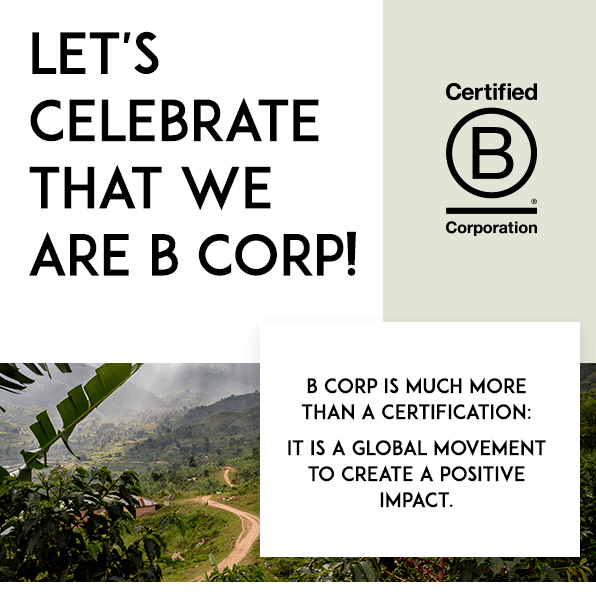 LET'S
CELEBRATE
THAT WE
ARE B CORP!
Certified
B
®
Corporation
B CORP IS MUCH MORE
THAN A CERTIFICATION:
IT IS A GLOBAL MOVEMENT
TO CREATE A POSITIVE
IMPACT.